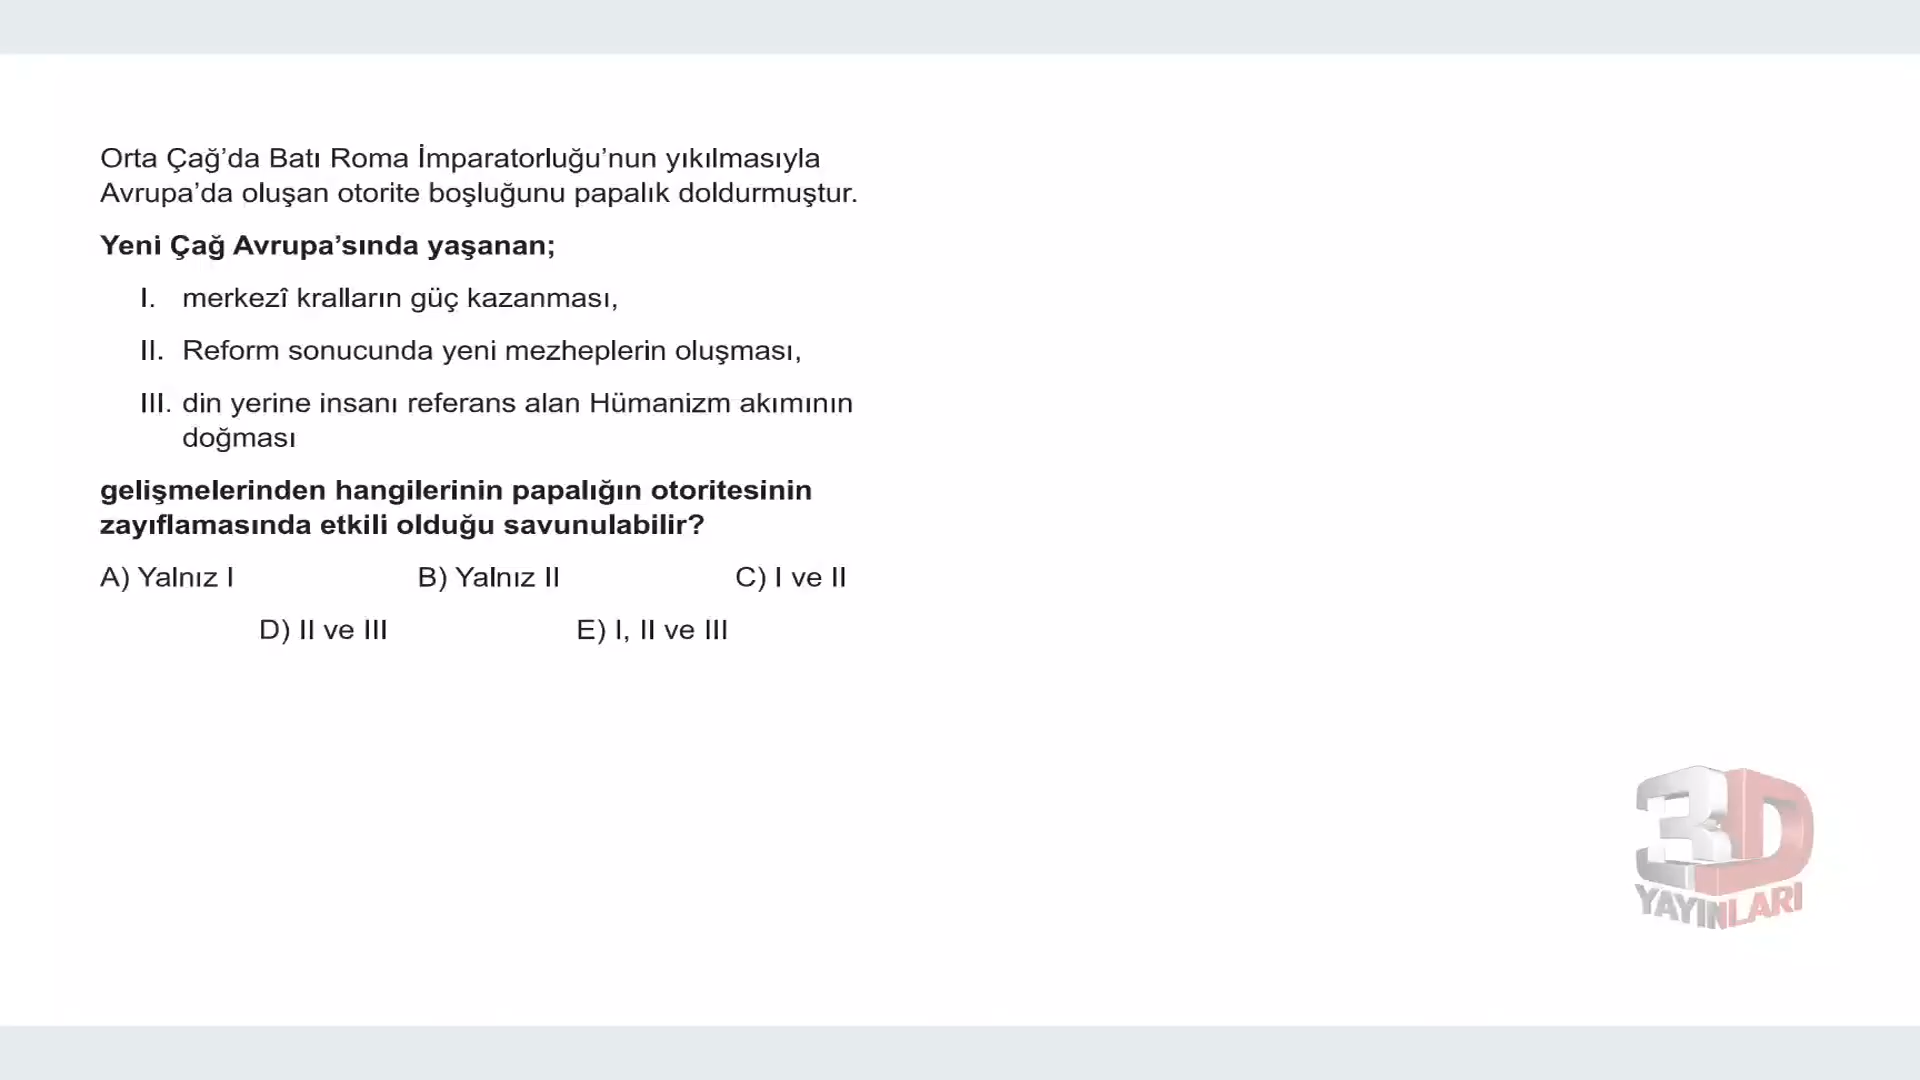 Orta Çağ’da Batı Roma İmparatorluğu’nun yıkılmasıyla
Avrupa’da oluşan otorite boşluğunu papalık doldurmuştur.
Yeni Çağ Avrupa’sında yaşanan;
I. merkezî kralların güç kazanması,
II. Reform sonucunda yeni mezheplerin oluşması,
III. din yerine insanı referans alan Hümanizm akımının
doğması
gelişmelerinden hangilerinin papalığın otoritesinin
zayıflamasında etkili olduğu savunulabilir?
A) Yalnız I B) Yalnız II C) I ve II
D) II ve III E) I, II ve III
3D
YAYINLARI